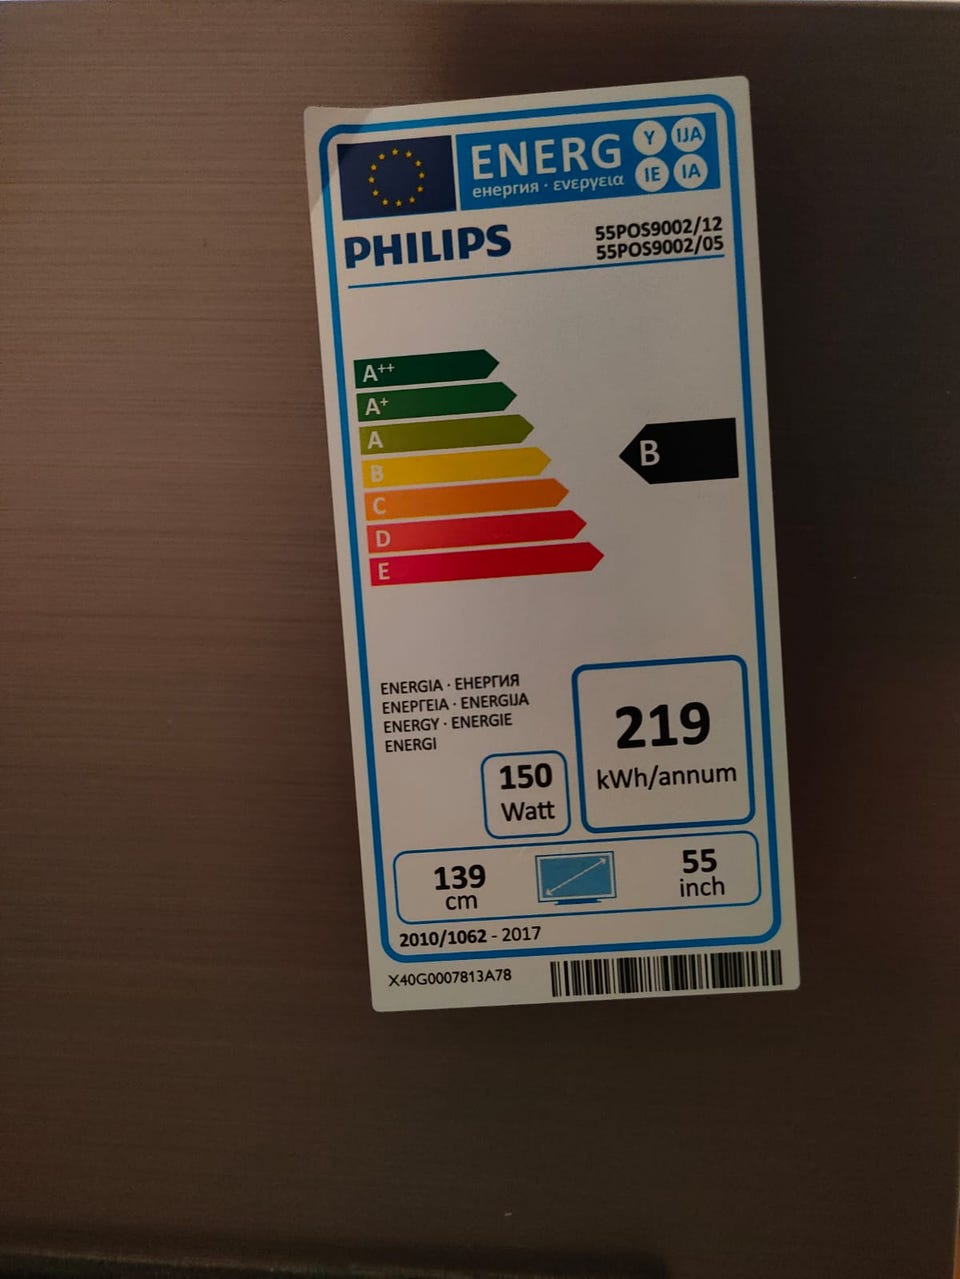 ENERG Y IJA
енергия · ενεργεια IE IA
PHILIPS
55POS9002/12
55POS9002/05
A++
A+
A
B
B
C
D
E
ENERGIA · ЕНЕРГИЯ
ΕΝΕΡΓΕΙΑ · ENERGIJA
ENERGY · ENERGIE
ENERGI
219
kWh/annum
150
Watt
139
cm
55
inch
2010/1062 - 2017
X40G0007813A78